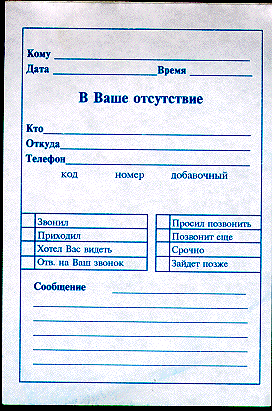 Кому
Дата Время
В Ваше отсутствие
Кто
Откуда
Телефон
код номер добавочный
Звонил Просил позвонить
Приходил Позвонит еще
Хотел Вас видеть Срочно
Отв. на Ваш звонок Зайдет позже
Сообщение